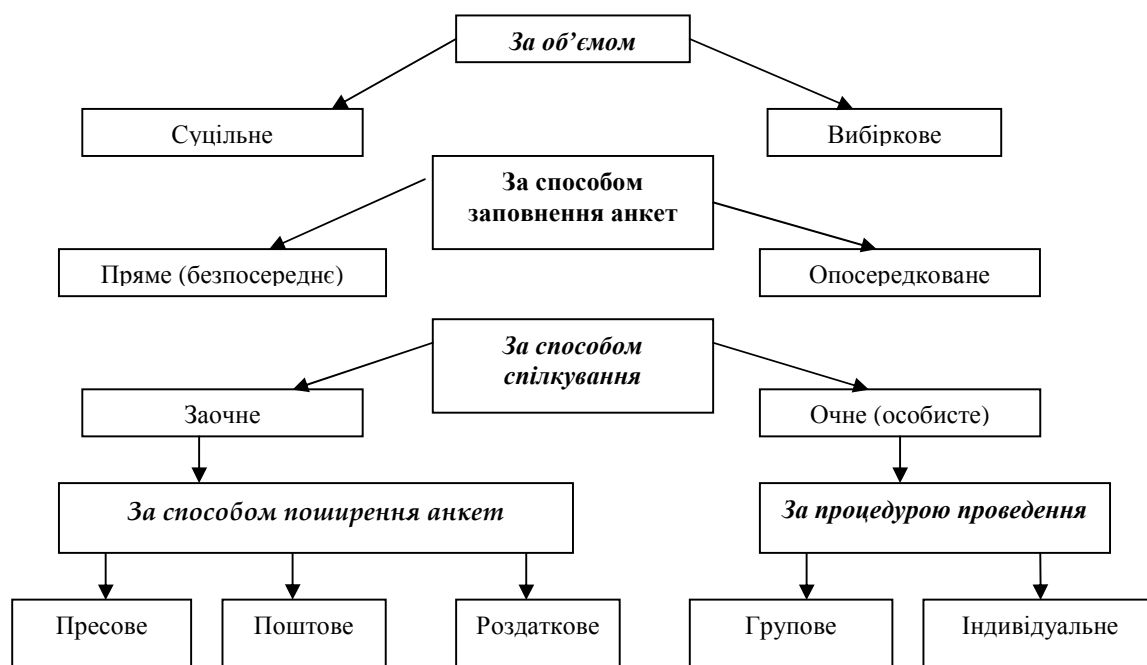 За об’ємом
Суцільне
Вибіркове
За способом
заповнення анкет
Пряме (безпосереднє)
Опосередковане
За способом
спілкування
Заочне
Очне (особисте)
За способом поширення анкет
За процедурою проведення
Пресове
Поштове
Роздаткове
Групове
Індивідуальне